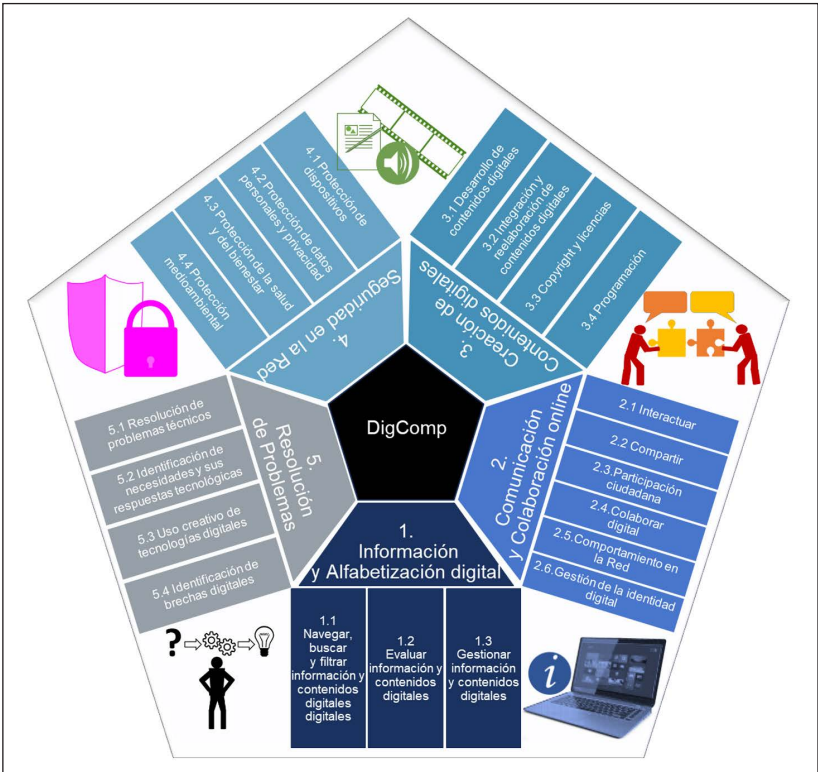 DigComp
1.
Información
y Alfabetización digital
1.1
Navegar,
buscar
y filtrar
información y
contenidos
digitales
digitales
1.2
Evaluar
información y
contenidos
digitales
1.3
Gestionar
información
y contenidos
digitales
2.
Comunicación
y Colaboración online
2.1 Interactuar
2.2 Compartir
2.3.Participación
ciudadana
2.4.Colaborar
digital
2.5.Comportamiento en
la Red
2.6.Gestión de la identidad
digital
3.
Creación de
Contenidos digitales
3.1 Desarrollo de
contenidos digitales
3.2 Integración y
reelaboración de
contenidos digitales
3.3 Copyright y licencias
3.4 Programación
4.
Seguridad en la Red
4.1 Protección de
dispositivos
4.2 Protección de datos
personales y privacidad
4.3 Protección de la salud
y del bienestar
4.4 Protección
medioambiental
5.
Resolución
de Problemas
5.1 Resolución de
problemas técnicos
5.2 Identificación de
necesidades y sus
respuestas tecnológicas
5.3 Uso creativo de
tecnologías digitales
5.4 Identificación de
brechas digitales
?
i